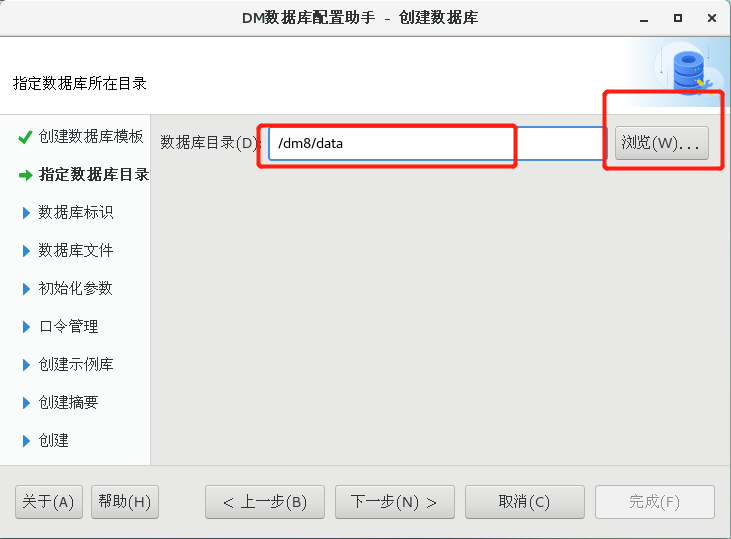 DM数据库配置助手 - 创建数据库
指定数据库所在目录
创建数据库模板
指定数据库目录
数据库标识
数据库文件
初始化参数
口令管理
创建示例库
创建摘要
创建
数据库目录(D): /dm8/data 浏览(W)...
关于(A) 帮助(H) < 上一步(B) 下一步(N) > 取消(C) 完成(F)